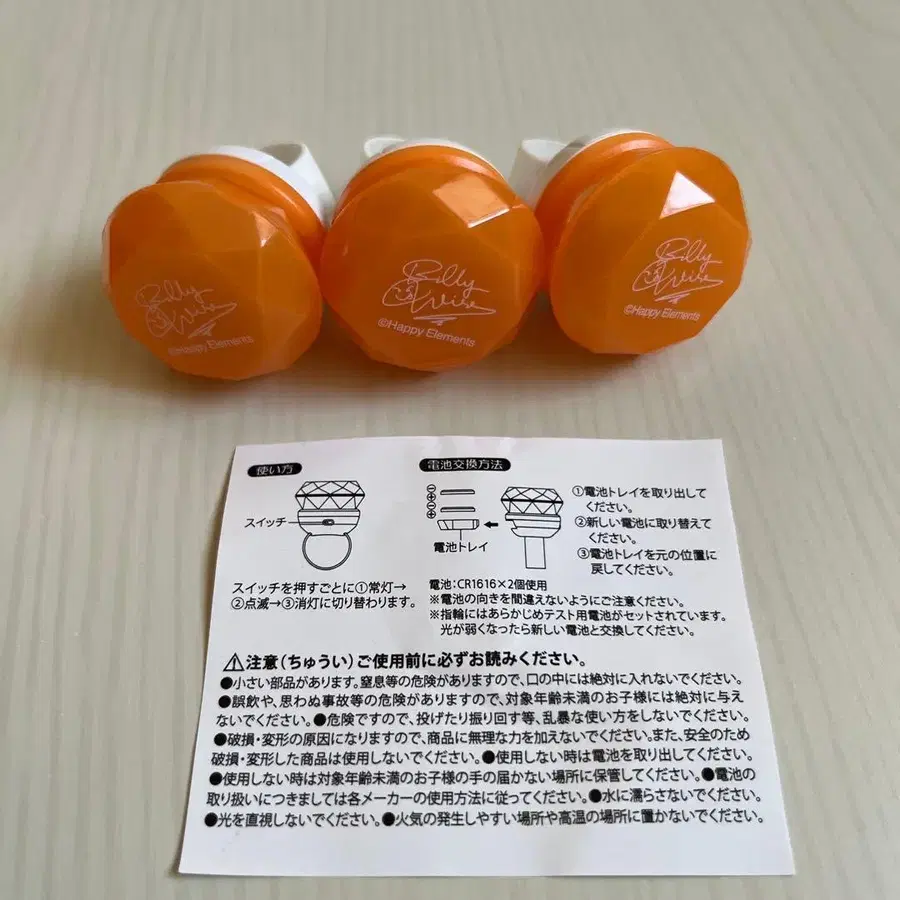 Billy
Wise
©Happy Elements
Billy
Wise
©Happy Elements
Billy
Wise
©Happy Elements
使い方
スイッチ
スイッチを押すごとに①常灯→
②点滅→③消灯に切り替わります。
電池交換方法
⊖
⊕
⊖
⊕
電池トレイ
①電池トレイを取り出して
ください。
②新しい電池に取り替えて
ください。
③電池トレイを元の位置に
戻してください。
電池:CR1616×2個使用
※電池の向きを間違えないようにご注意ください。
※指輪にはあらかじめテスト用電池がセットされています。
光が弱くなったら新しい電池と交換してください。
⚠注意(ちゅうい)ご使用前に必ずお読みください。
●小さい部品があります。窒息等の危険がありますので、口の中には絶対に入れないでください。
●誤飲や、思わぬ事故等の危険がありますので、対象年齢未満のお子様には絶対に与え
ないでください。●危険ですので、投げたり振り回す等、乱暴な使い方をしないでください。
●破損・変形の原因になりますので、商品に無理な力を加えないでください。また、安全のため
破損・変形した商品は使用しないでください。●使用しない時は電池を取り出してください。
●使用しない時は対象年齢未満のお子様の手の届かない場所に保管してください。●電池の
取り扱いにつきましては各メーカーの使用方法に従ってください。●水に濡らさないでください。
●光を直視しないでください。●火気の発生しやすい場所や高温の場所に置かないでください。